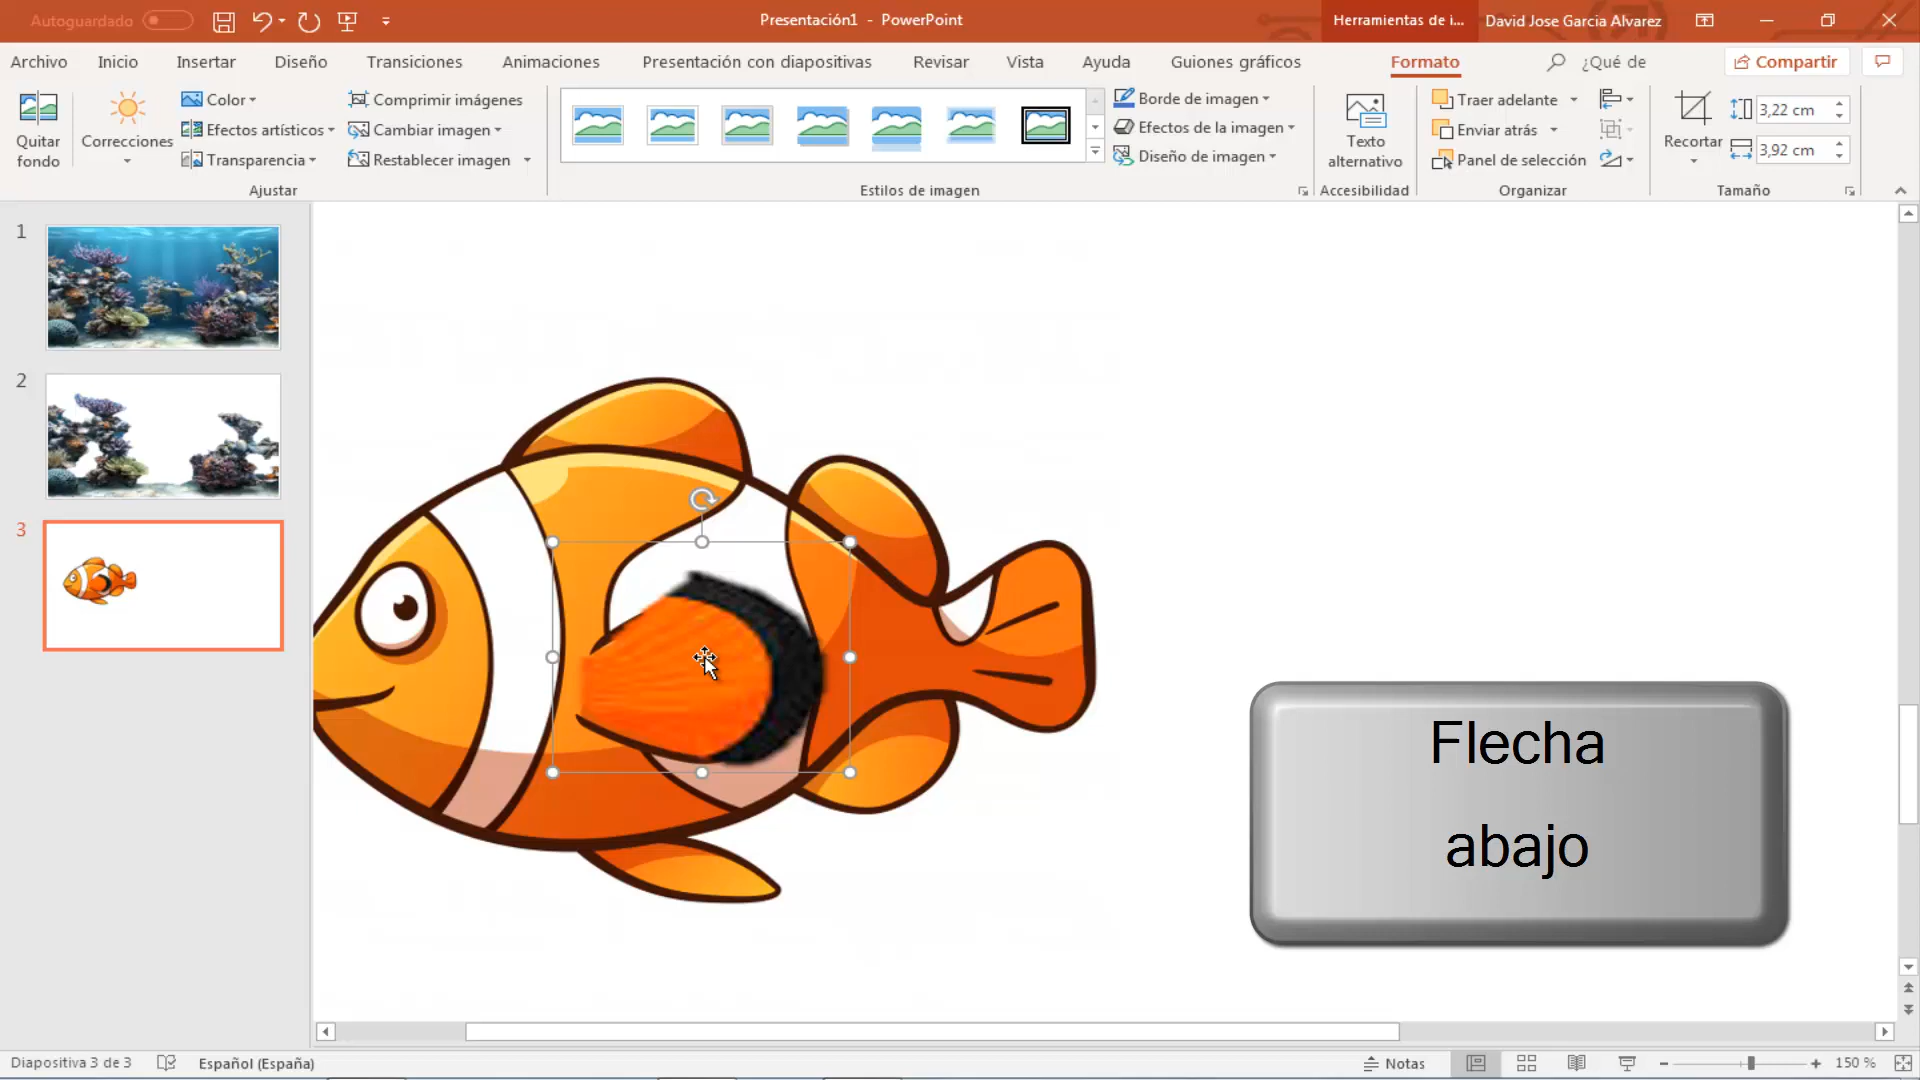 Autoguardado
Presentación1 - PowerPoint
Herramientas de i...
David Jose Garcia Alvarez
Archivo
Inicio
Insertar
Diseño
Transiciones
Animaciones
Presentación con diapositivas
Revisar
Vista
Ayuda
Guiones gráficos
Formato
¿Qué de
Compartir
Quitar
fondo
Correcciones
Color
Efectos artísticos
Transparencia
Comprimir imágenes
Cambiar imagen
Restablecer imagen
Ajustar
Estilos de imagen
Borde de imagen
Efectos de la imagen
Diseño de imagen
Texto
alternativo
Accesibilidad
Traer adelante
Enviar atrás
Panel de selección
Organizar
Recortar
3,22 cm
3,92 cm
Tamaño
1
2
3
Flecha
abajo
Diapositiva 3 de 3
Español (España)
Notas
150 %